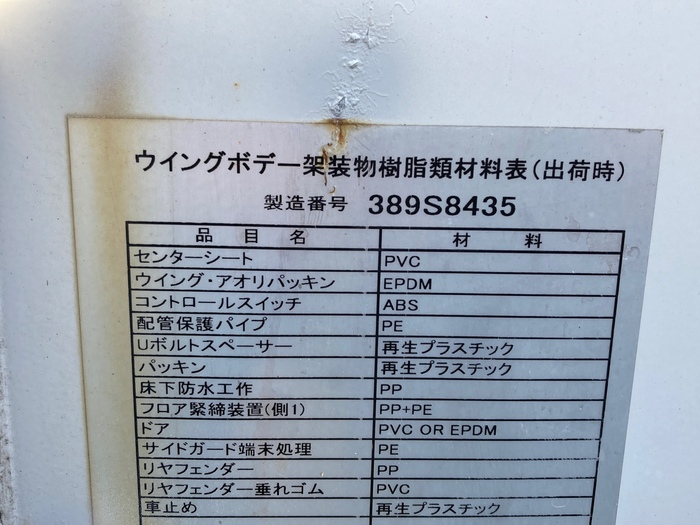 ウイングボデー架装物樹脂類材料表(出荷時)
製造番号 389S8435
品目名 材料
センターシート PVC
ウイング・アオリパッキン EPDM
コントロールスイッチ ABS
配管保護パイプ PE
Uボルトスペーサー 再生プラスチック
パッキン 再生プラスチック
床下防水工作 PP
フロア緊締装置(側1) PP+PE
ドア PVC OR EPDM
サイドガード端末処理 PE
リヤフェンダー PP
リヤフェンダー垂れゴム PVC
車止め 再生プラスチック